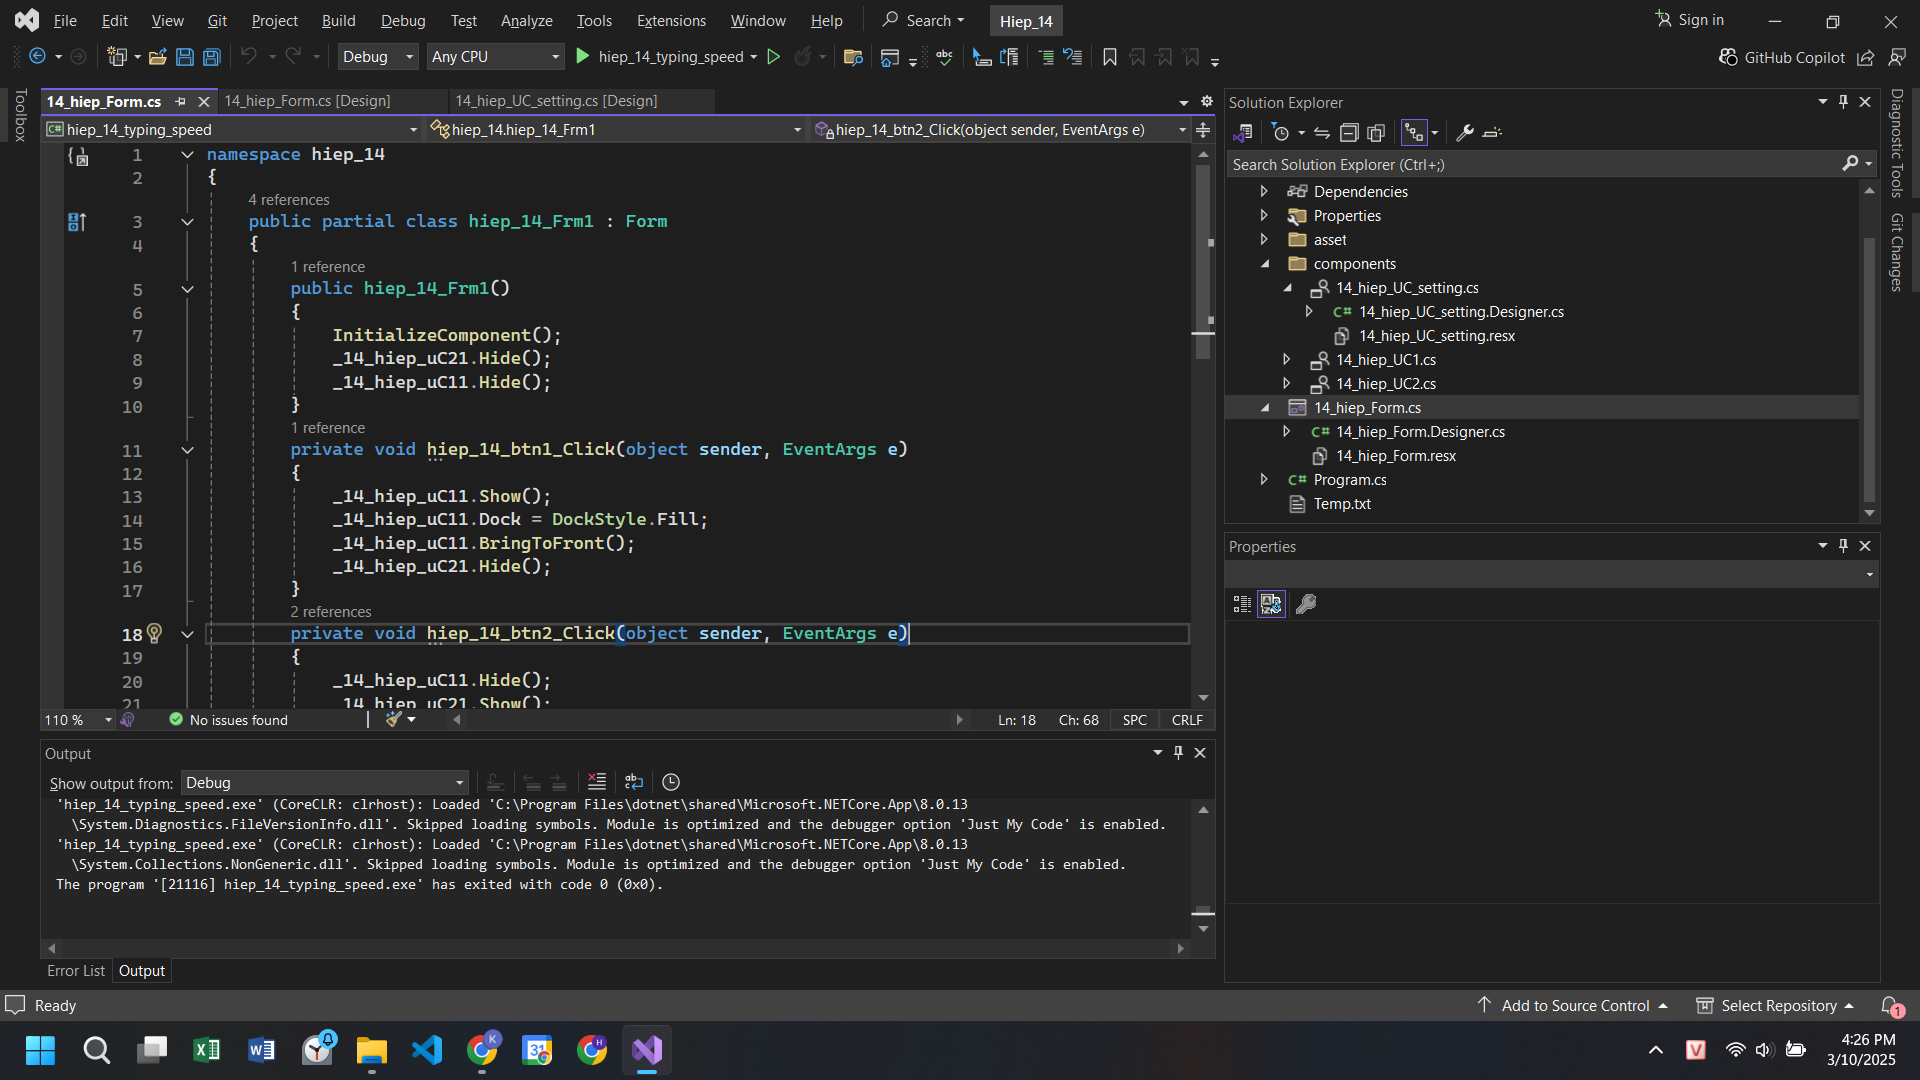 File Edit View Git Project Build Debug Test Analyze Tools Extensions Window Help Search Hiep_14 Sign in
Debug Any CPU hiep_14_typing_speed GitHub Copilot
Toolbox
14_hiep_Form.cs 14_hiep_Form.cs [Design] 14_hiep_UC_setting.cs [Design]
hiep_14_typing_speed hiep_14.hiep_14_Frm1 hiep_14_btn2_Click(object sender, EventArgs e)
1 namespace hiep_14
2 {
4 references
3 public partial class hiep_14_Frm1 : Form
4 {
1 reference
5 public hiep_14_Frm1()
6 {
7 InitializeComponent();
8 _14_hiep_uC21.Hide();
9 _14_hiep_uC11.Hide();
10 }
1 reference
11 private void hiep_14_btn1_Click(object sender, EventArgs e)
12 {
13 _14_hiep_uC11.Show();
14 _14_hiep_uC11.Dock = DockStyle.Fill;
15 _14_hiep_uC11.BringToFront();
16 _14_hiep_uC21.Hide();
17 }
2 references
18 private void hiep_14_btn2_Click(object sender, EventArgs e)
19 {
20 _14_hiep_uC11.Hide();
21 _14_hiep_uC21.Show();
110 % No issues found Ln: 18 Ch: 68 SPC CRLF
Output
Show output from: Debug
'hiep_14_typing_speed.exe' (CoreCLR: clrhost): Loaded 'C:\Program Files\dotnet\shared\Microsoft.NETCore.App\8.0.13
\System.Diagnostics.FileVersionInfo.dll'. Skipped loading symbols. Module is optimized and the debugger option 'Just My Code' is enabled.
'hiep_14_typing_speed.exe' (CoreCLR: clrhost): Loaded 'C:\Program Files\dotnet\shared\Microsoft.NETCore.App\8.0.13
\System.Collections.NonGeneric.dll'. Skipped loading symbols. Module is optimized and the debugger option 'Just My Code' is enabled.
The program '[21116] hiep_14_typing_speed.exe' has exited with code 0 (0x0).
Error List Output
Solution Explorer
Search Solution Explorer (Ctrl+;)
Dependencies
Properties
asset
components
14_hiep_UC_setting.cs
C# 14_hiep_UC_setting.Designer.cs
14_hiep_UC_setting.resx
14_hiep_UC1.cs
14_hiep_UC2.cs
14_hiep_Form.cs
C# 14_hiep_Form.Designer.cs
14_hiep_Form.resx
C# Program.cs
Temp.txt
Properties
Diagnostic Tools
Git Changes
Ready Add to Source Control Select Repository 1
K 31 H V
4:26 PM
3/10/2025